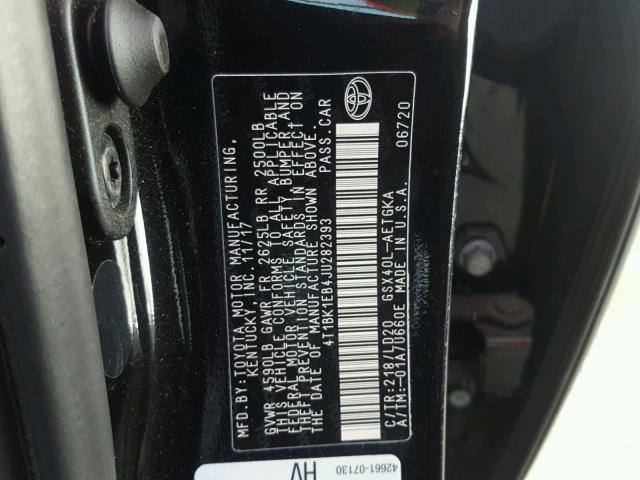 MFD.BY:TOYOTA MOTOR MANUFACTURING,
KENTUCKY INC. 11/17
GVWR 4590LB GAWR FR 2625LB RR 2500LB
THIS VEHICLE CONFORMS TO ALL APPLICABLE
FEDERAL MOTOR VEHICLE SAFETY, BUMPER, AND
THEFT PREVENTION STANDARDS IN EFFECT ON
THE DATE OF MANUFACTURE SHOWN ABOVE.
4T1BK1EB4JU282393 PASS.CAR
C/TR:218/LD20 GSX40L-AETGKA 06720
A/TM:-01A/U660E MADE IN U.S.A.
HV
42661-07130